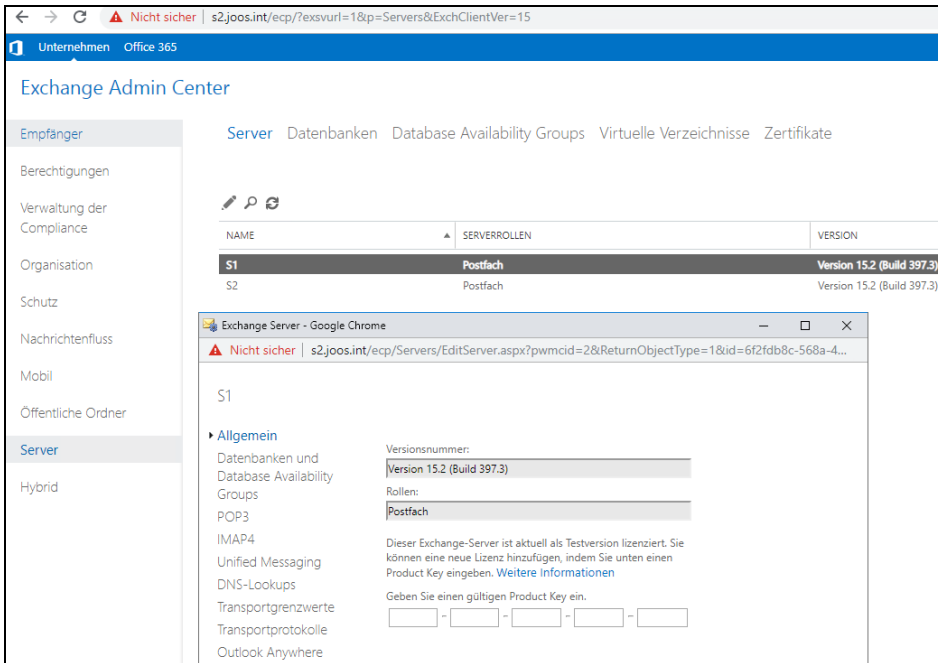 Nicht sicher | s2.joos.int/ecp/?exsvurl=1&p=Servers&ExchClientVer=15
Unternehmen Office 365
Exchange Admin Center
Empfänger
Berechtigungen
Verwaltung der
Compliance
Organisation
Schutz
Nachrichtenfluss
Mobil
Öffentliche Ordner
Server
Hybrid
Server Datenbanken Database Availability Groups Virtuelle Verzeichnisse Zertifikate
NAME SERVERROLLEN VERSION
S1 Postfach Version 15.2 (Build 397.3)
S2 Postfach Version 15.2 (Build 397.3)
Exchange Server - Google Chrome
Nicht sicher | s2.joos.int/ecp/Servers/EditServer.aspx?pwmcid=2&ReturnObjectType=1&id=6f2fdb8c-568a-4...
S1
Allgemein
Datenbanken und
Database Availability
Groups
POP3
IMAP4
Unified Messaging
DNS-Lookups
Transportgrenzwerte
Transportprotokolle
Outlook Anywhere
Versionsnummer:
Version 15.2 (Build 397.3)
Rollen:
Postfach
Dieser Exchange-Server ist aktuell als Testversion lizenziert. Sie
können eine neue Lizenz hinzufügen, indem Sie unten einen
Product Key eingeben. Weitere Informationen
Geben Sie einen gültigen Product Key ein.
- - - -